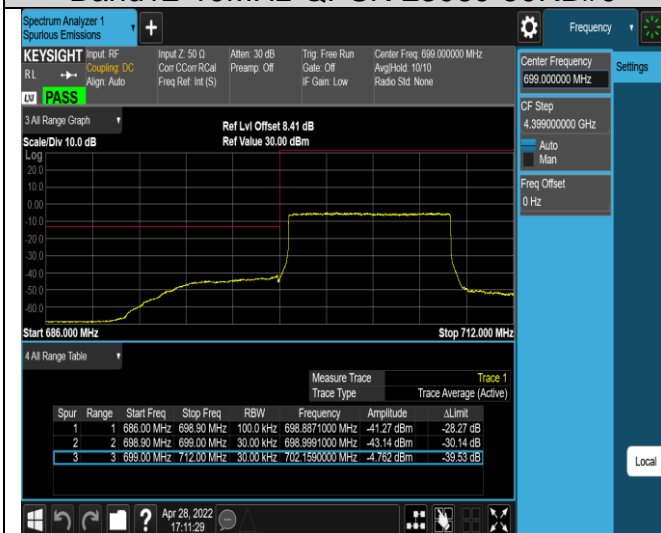 Spectrum Analyzer 1
Spurious Emissions
+
Frequency
KEYSIGHT
Input: RF
Coupling: DC
Align: Auto
Input Z: 50 Ω
Corr CCorr RCal
Freq Ref: Int (S)
Atten: 30 dB
Preamp: Off
Trig: Free Run
Gate: Off
IF Gain: Low
Center Freq: 699.000000 MHz
Avg|Hold: 10/10
Radio Std: None
RL
LXI PASS
Center Frequency
699.000000 MHz
Settings
CF Step
4.399000000 GHz
Auto
Man
Freq Offset
0 Hz
3 All Range Graph
Ref Lvl Offset 8.41 dB
Scale/Div 10.0 dB Ref Value 30.00 dBm
Log
20.0
10.0
0.00
-10.0
-20.0
-30.0
-40.0
-50.0
-60.0
Start 686.000 MHz Stop 712.000 MHz
4 All Range Table
Measure Trace Trace 1
Trace Type Trace Average (Active)
Spur Range Start Freq Stop Freq RBW Frequency Amplitude ΔLimit
1 1 686.00 MHz 698.90 MHz 100.0 kHz 698.8871000 MHz -41.27 dBm -28.27 dB
2 2 698.90 MHz 699.00 MHz 30.00 kHz 698.9991000 MHz -43.14 dBm -30.14 dB
3 3 699.00 MHz 712.00 MHz 30.00 kHz 702.1590000 MHz -4.762 dBm -39.53 dB
Local
? Apr 28, 2022
17:11:29